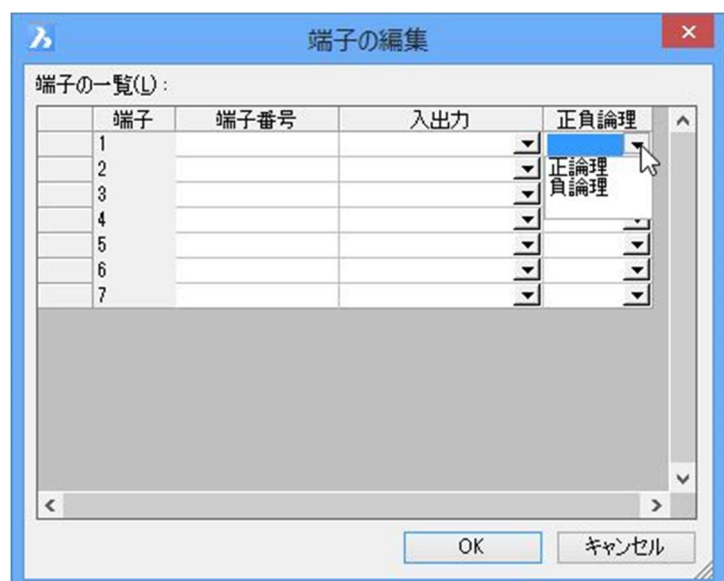 端子の編集
端子の一覧(L):
端子 端子番号 入出力 正負論理
1
2 正論理
3 負論理
4
5
6
7
OK キャンセル